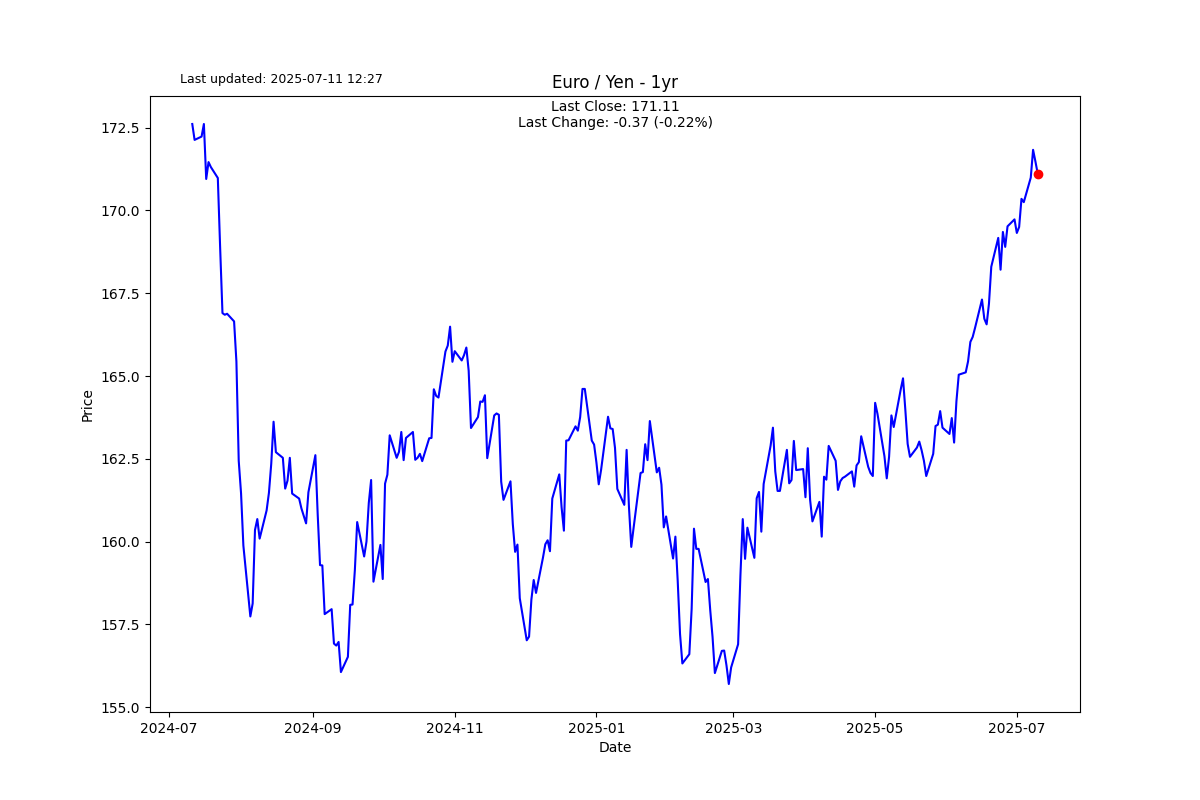 Last updated: 2025-07-11 12:27
Euro / Yen - 1yr
Last Close: 171.11
Last Change: -0.37 (-0.22%)
172.5
170.0
167.5
165.0
162.5
160.0
157.5
155.0
Price
2024-07
2024-09
2024-11
2025-01
2025-03
2025-05
2025-07
Date